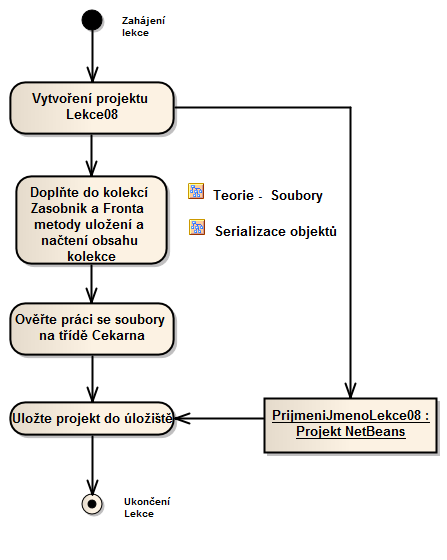 Zahájení
lekce
Vytvoření projektu
Lekce08
Doplňte do kolekcí
Zasobnik a Fronta
metody uložení a
načtení obsahu
kolekce
Teorie - Soubory
Serializace objektů
Ověřte práci se soubory
na třídě Cekarna
Uložte projekt do úložiště
PrijmeniJmenoLekce08 :
Projekt NetBeans
Ukončení
Lekce